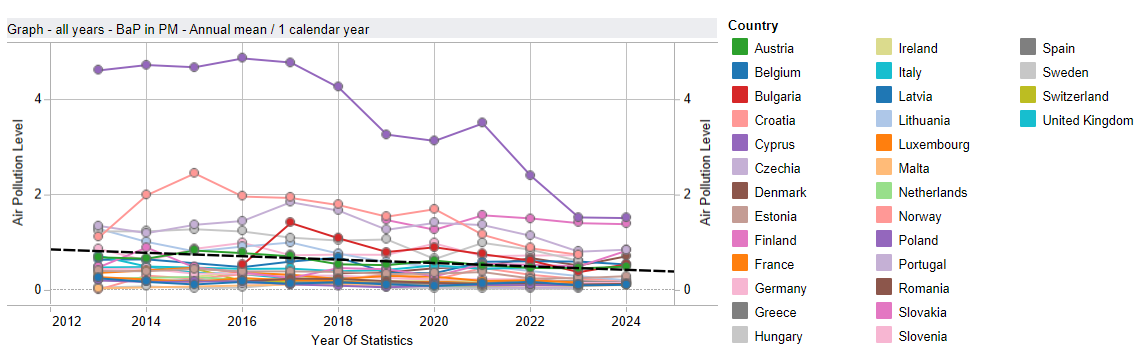 Graph - all years - BaP in PM - Annual mean / 1 calendar year
Air Pollution Level
4
2
0
2012 2014 2016 2018 2020 2022 2024
Year Of Statistics
4
2
0
Air Pollution Level
Country
Austria
Belgium
Bulgaria
Croatia
Cyprus
Czechia
Denmark
Estonia
Finland
France
Germany
Greece
Hungary
Ireland
Italy
Latvia
Lithuania
Luxembourg
Malta
Netherlands
Norway
Poland
Portugal
Romania
Slovakia
Slovenia
Spain
Sweden
Switzerland
United Kingdom